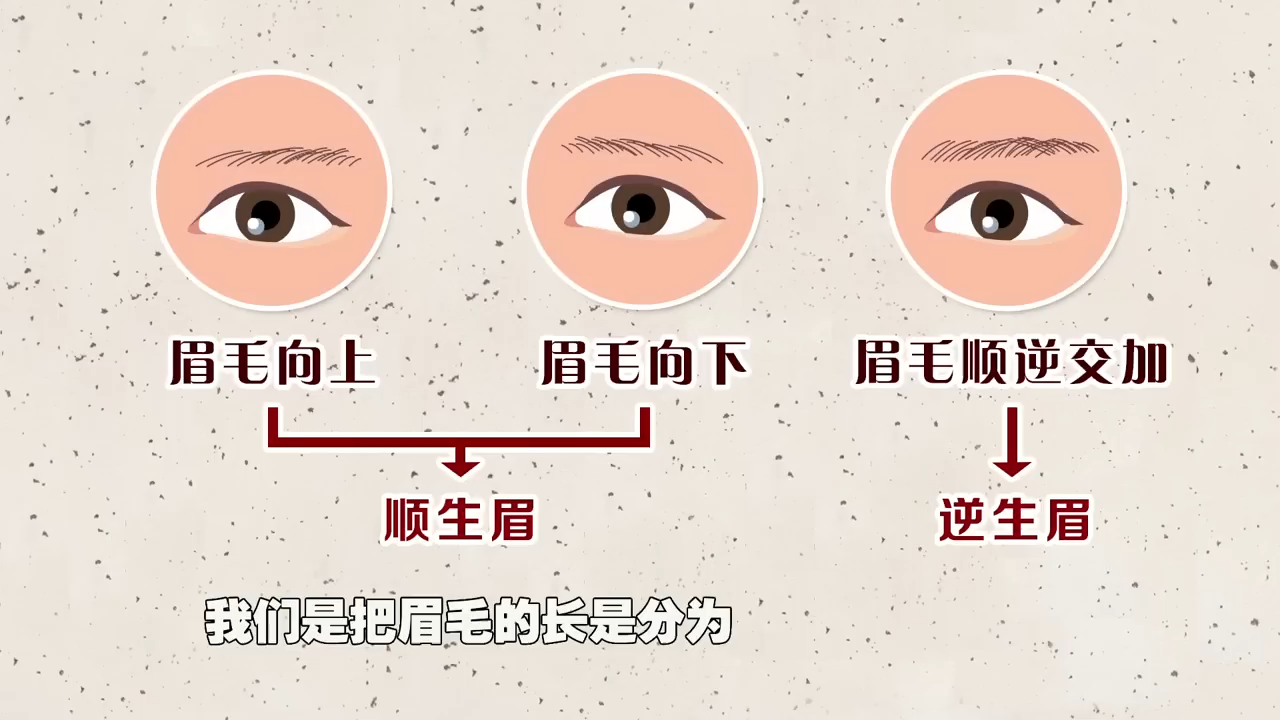 眉毛向上
眉毛向下
眉毛顺逆交加
顺生眉
逆生眉
我们是把眉毛的长是分为